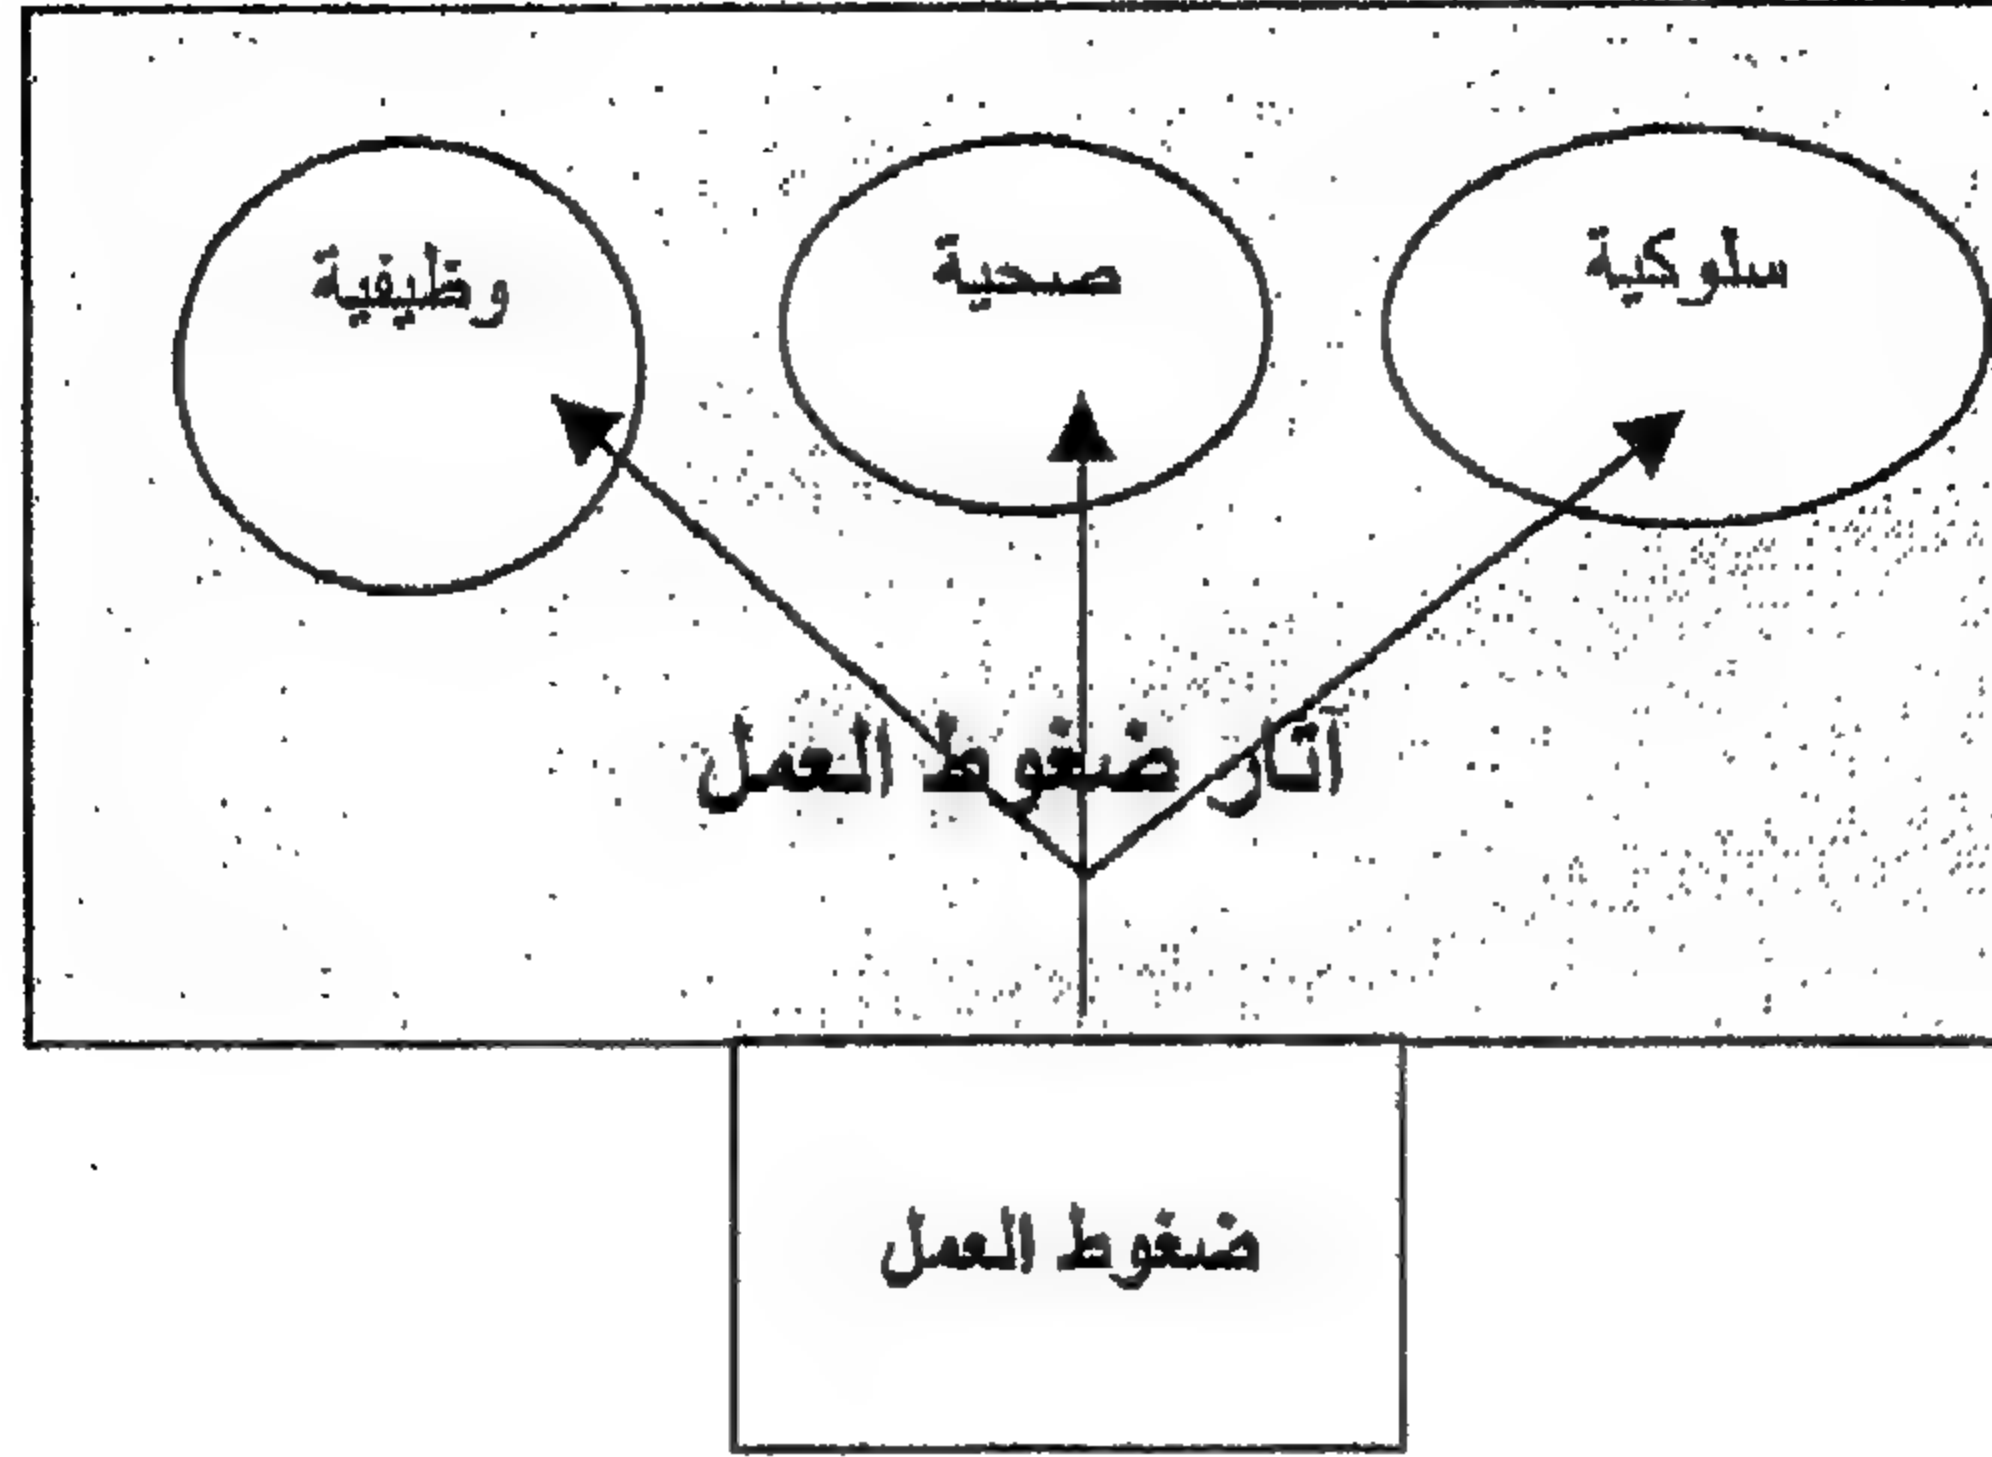 سلوكية
صحية
وظيفية
آثار ضغوط العمل
ضغوط العمل